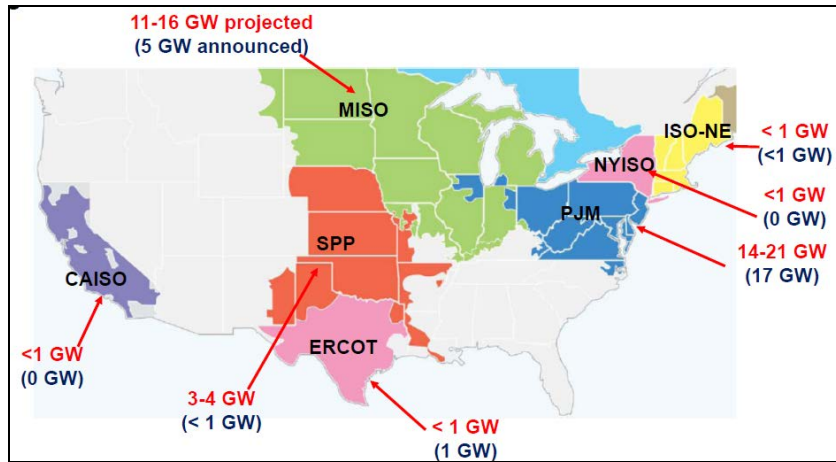 11-16 GW projected
(5 GW announced)
MISO
ISO-NE
< 1 GW
(<1 GW)
NYISO
<1 GW
(0 GW)
PJM
14-21 GW
(17 GW)
SPP
CAISO
<1 GW
(0 GW)
ERCOT
3-4 GW
(< 1 GW)
< 1 GW
(1 GW)